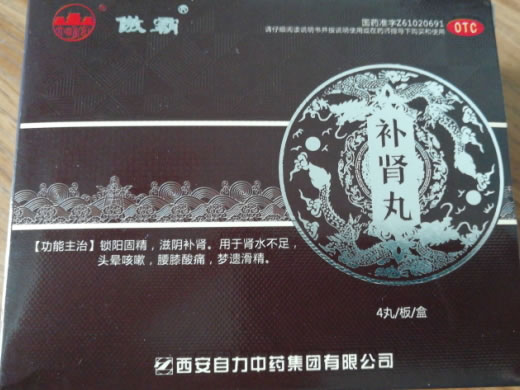 傲霸®
国药准字Z61020691
请仔细阅读说明书并按说明使用或在药师指导下购买和使用
OTC
补肾丸
【功能主治】锁阳固精，滋阴补肾。用于肾水不足，
头晕咳嗽，腰膝酸痛，梦遗滑精。
4丸/板/盒
西安自力中药集团有限公司